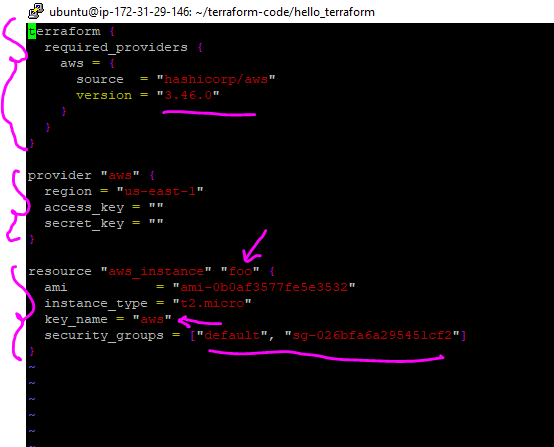 ubuntu@ip-172-31-29-146: ~/terraform-code/hello_terraform
terraform {
  required_providers {
    aws = {
      source  = "hashicorp/aws"
      version = "3.46.0"
    }
  }
}
provider "aws" {
  region = "us-east-1"
  access_key = ""
  secret_key = ""
}
resource "aws_instance" "foo" {
  ami           = "ami-0b0af3577fe5e3532"
  instance_type = "t2.micro"
  key_name = "aws"
  security_groups = ["default", "sg-026bfa6a295451cf2"]
}
~
~
~
~
~